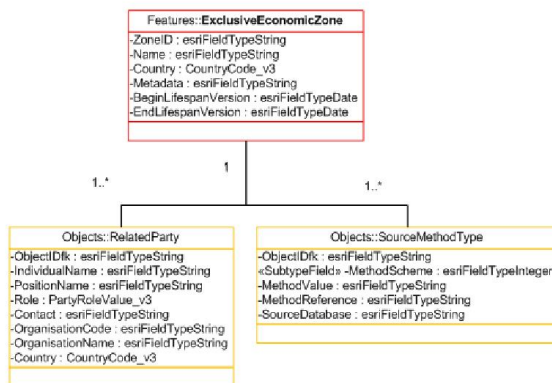 Features::ExclusiveEconomicZone
-ZoneID : esriFieldTypeString
-Name : esriFieldTypeString
-Country : CountryCode_v3
-Metadata : esriFieldTypeString
-BeginLifespanVersion : esriFieldTypeDate
-EndLifespanVersion : esriFieldTypeDate
1
1..*
1..*
Objects::RelatedParty
-ObjectIDfk : esriFieldTypeString
-IndividualName : esriFieldTypeString
-PositionName : esriFieldTypeString
-Role : PartyRoleValue_v3
-Contact : esriFieldTypeString
-OrganisationCode : esriFieldTypeString
-OrganisationName : esriFieldTypeString
-Country : CountryCode_v3
Objects::SourceMethodType
-ObjectIDfk : esriFieldTypeString
«SubtypeField» -MethodScheme : esriFieldTypeInteger
-MethodValue : esriFieldTypeString
-MethodReference : esriFieldTypeString
-SourceDatabase : esriFieldTypeString